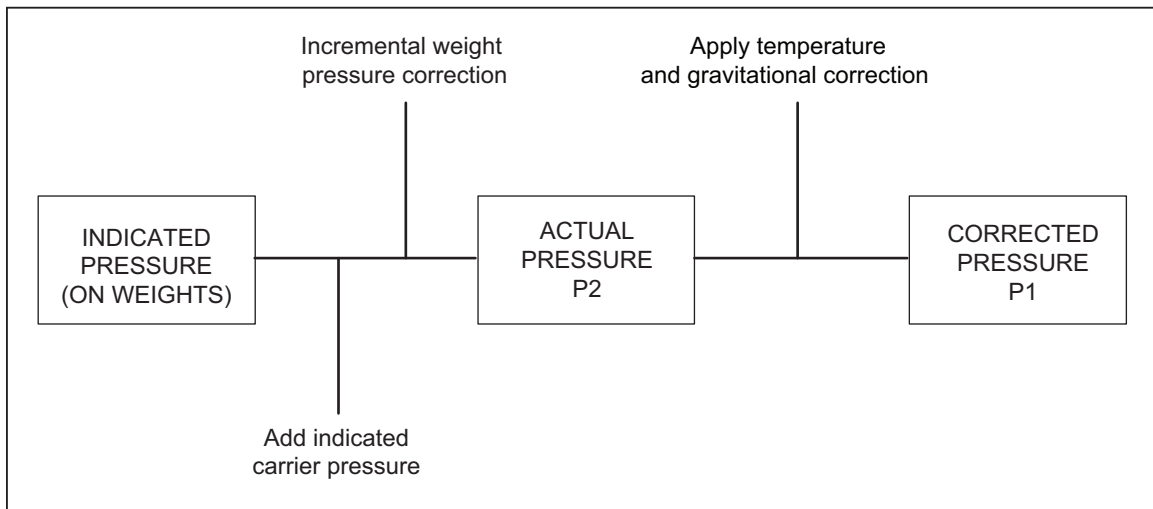 Incremental weight
pressure correction
Apply temperature
and gravitational correction
INDICATED
PRESSURE
(ON WEIGHTS)
ACTUAL
PRESSURE
P2
CORRECTED
PRESSURE
P1
Add indicated
carrier pressure